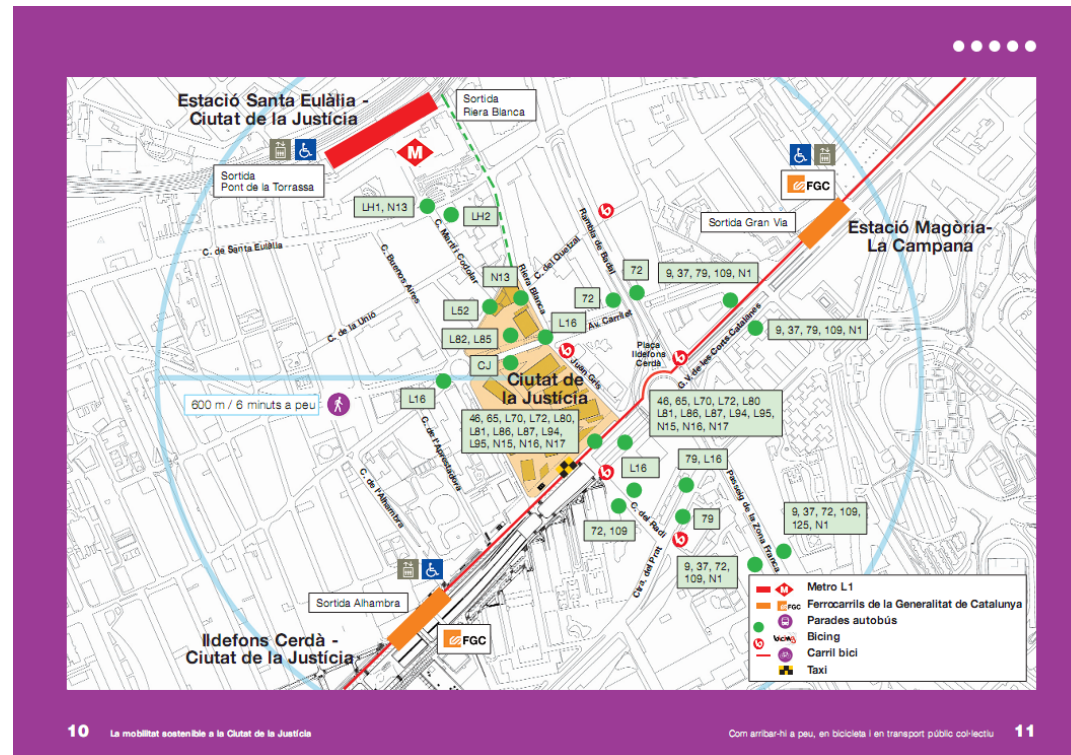 Estació Santa Eulàlia -
Ciutat de la Justícia
Sortida
Riera Blanca
M
Sortida
Pont de la Torrassa
FGC
Sortida Gran Via
Estació Magòria-
La Campana
LH1, N13
LH2
C. de Santa Eulàlia
C. Martí i Codolar
C. Buenos Aires
Rambla de Badal
C. del Quetzal
Riera Blanca
N13
72
9, 37, 79, 109, N1
72
L52
L16
Av. Carrilet
C. de la Unió
9, 37, 79, 109, N1
L82, L85
Plaça
Ildefons
Cerdà
G.V. de les Corts Catalanes
CJ
Juan Gris
Ciutat de
la Justícia
L16
600 m / 6 minuts a peu
46, 65, L70, L72, L80,
L81, L86, L87, L94,
L95, N15, N16, N17
46, 65, L70, L72, L80
L81, L86, L87, L94, L95,
N15, N16, N17
C. de l'Aprestadora
C. de l'Alhambra
L16
79, L16
Passeig de la Zona Franca
C. del Radi
72, 109
79
9, 37, 72, 109,
125, N1
Ctra. del Prat
9, 37, 72,
109, N1
Sortida Alhambra
FGC
Ildefons Cerdà -
Ciutat de la Justícia
M Metro L1
FGC Ferrocarrils de la Generalitat de Catalunya
Parades autobús
bicing Bicing
Carril bici
Taxi
10 La mobilitat sostenible a la Ciutat de la Justícia
Com arribar-hi a peu, en bicicleta i en transport públic col·lectiu 11